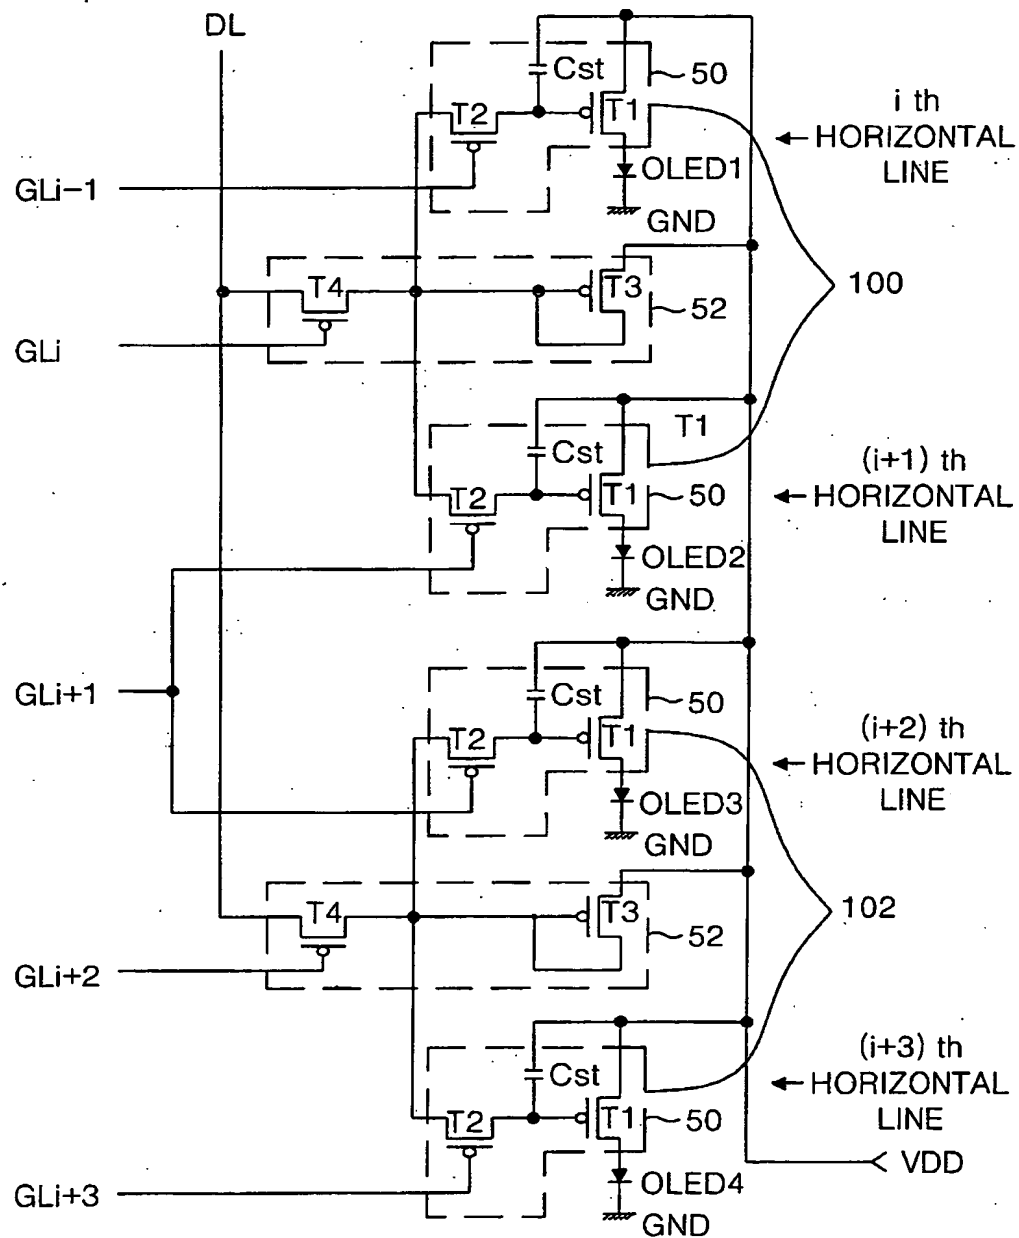 DL
Cst
50
T2
T1
i th
HORIZONTAL
LINE
OLED1
GLi-1
GND
T4
T3
100
52
GLi
T1
Cst
(i+1) th
HORIZONTAL
LINE
T2
T1
50
OLED2
GND
GLi+1
Cst
50
T2
T1
(i+2) th
HORIZONTAL
LINE
OLED3
GND
T4
T3
102
52
GLi+2
Cst
(i+3) th
HORIZONTAL
LINE
T2
T1
50
VDD
OLED4
GLi+3
GND